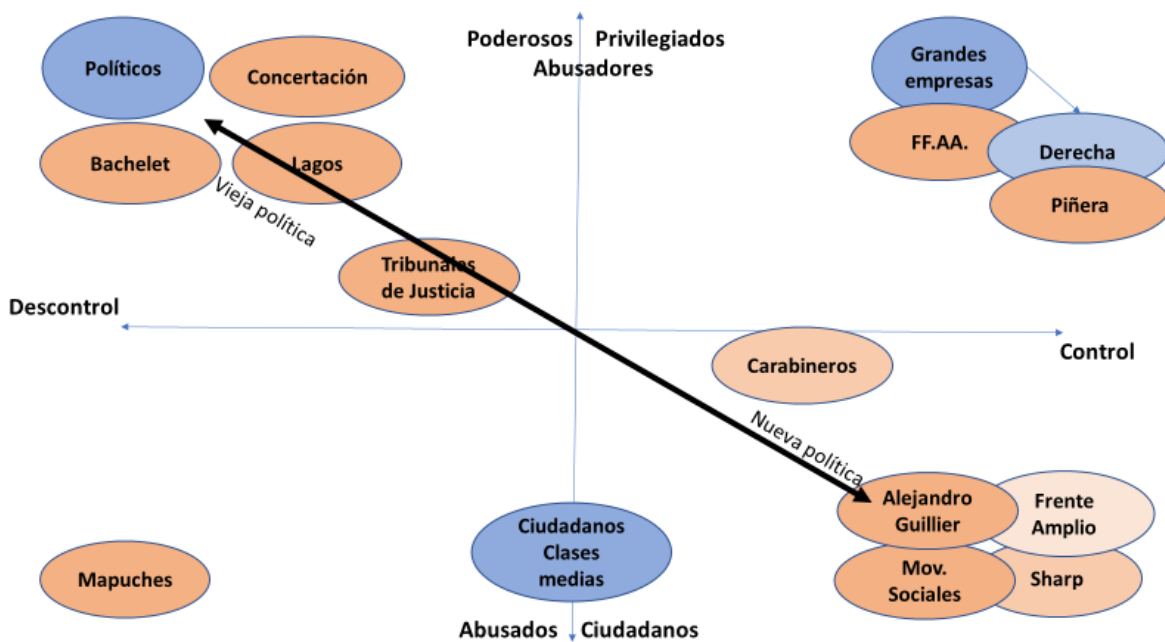 Poderosos Privilegiados
Abusadores
Políticos
Concertación
Grandes
empresas
Bachelet
Lagos
FF.AA.
Derecha
Piñera
Vieja política
Tribunales
de Justicia
Descontrol
Control
Carabineros
Nueva política
Alejandro
Guillier
Frente
Amplio
Ciudadanos
Clases
medias
Mapuches
Mov.
Sociales
Sharp
Abusados Ciudadanos